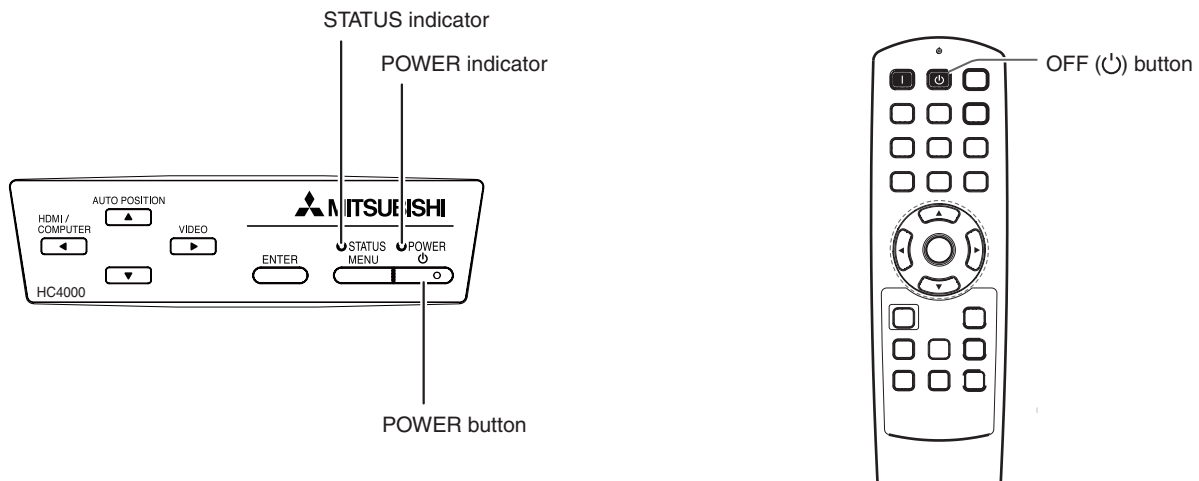 STATUS indicator
POWER indicator
OFF (⏻) button
AUTO POSITION
HDMI /
COMPUTER
VIDEO
MITSUBISHI
STATUS
POWER
ENTER
MENU
HC4000
POWER button